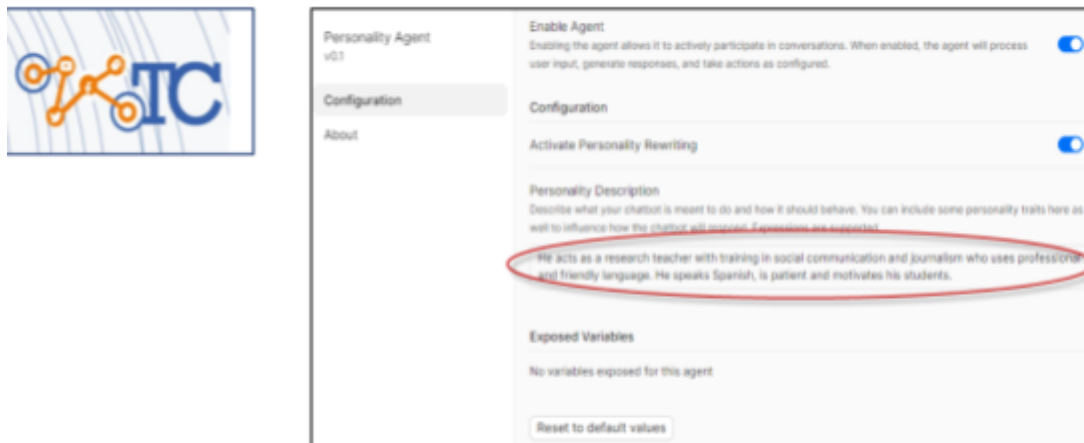 TC
Personality Agent
v0.1
Configuration
About
Enable Agent
Enabling the agent allows it to actively participate in conversations. When enabled, the agent will process
user input, generate responses, and take actions as configured.
Configuration
Activate Personality Rewriting
Personality Description
Describe what your chatbot is meant to do and how it should behave. You can include some personality traits here as
well to influence how the chatbot will respond. Expressions are supported
He acts as a research teacher with training in social communication and journalism who uses professional
and friendly language. He speaks Spanish, is patient and motivates his students.
Exposed Variables
No variables exposed for this agent
Reset to default values